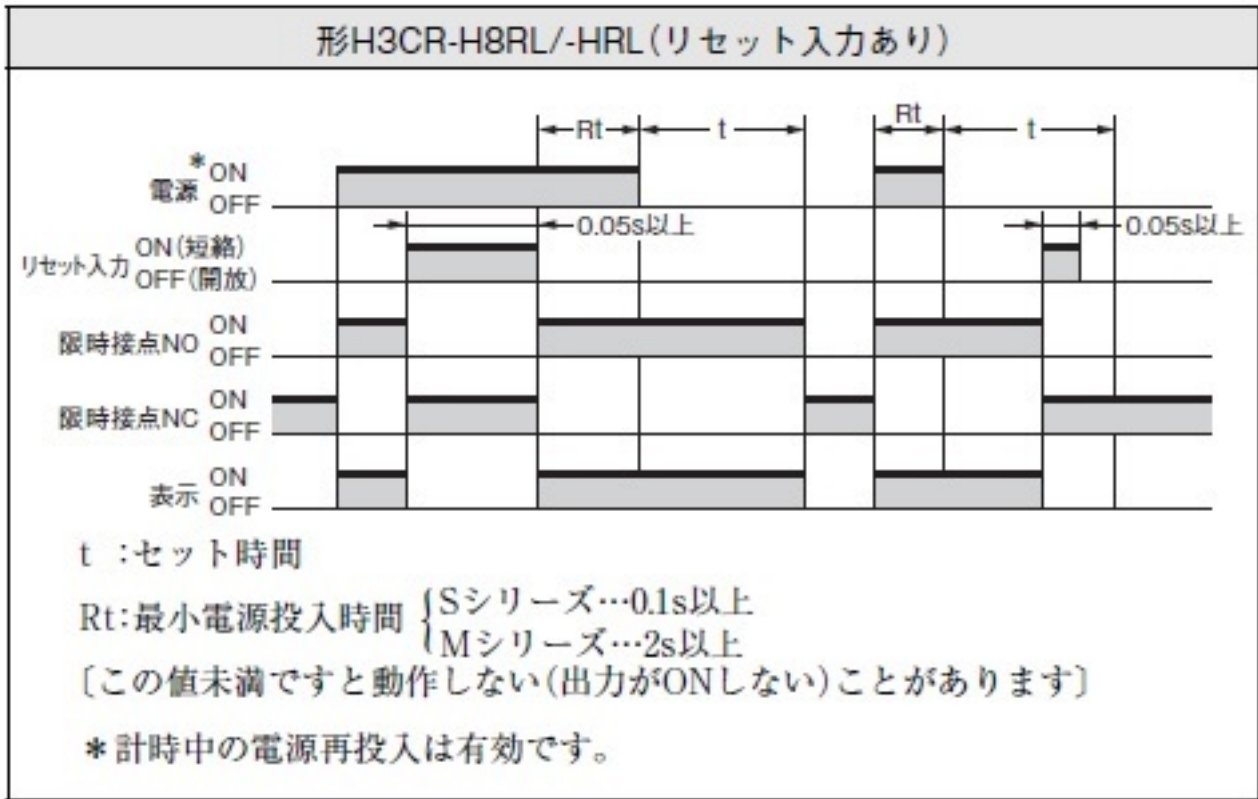 形H3CR-H8RL/-HRL(リセット入力あり)
Rt
t
Rt
t
*
電源 ON
OFF
0.05s以上
0.05s以上
リセット入力 ON(短絡)
OFF(開放)
限時接点NO ON
OFF
限時接点NC ON
OFF
表示 ON
OFF
t :セット時間
Rt:最小電源投入時間 {Sシリーズ…0.1s以上
Mシリーズ…2s以上
〔この値未満ですと動作しない(出力がONしない)ことがあります〕
*計時中の電源再投入は有効です。